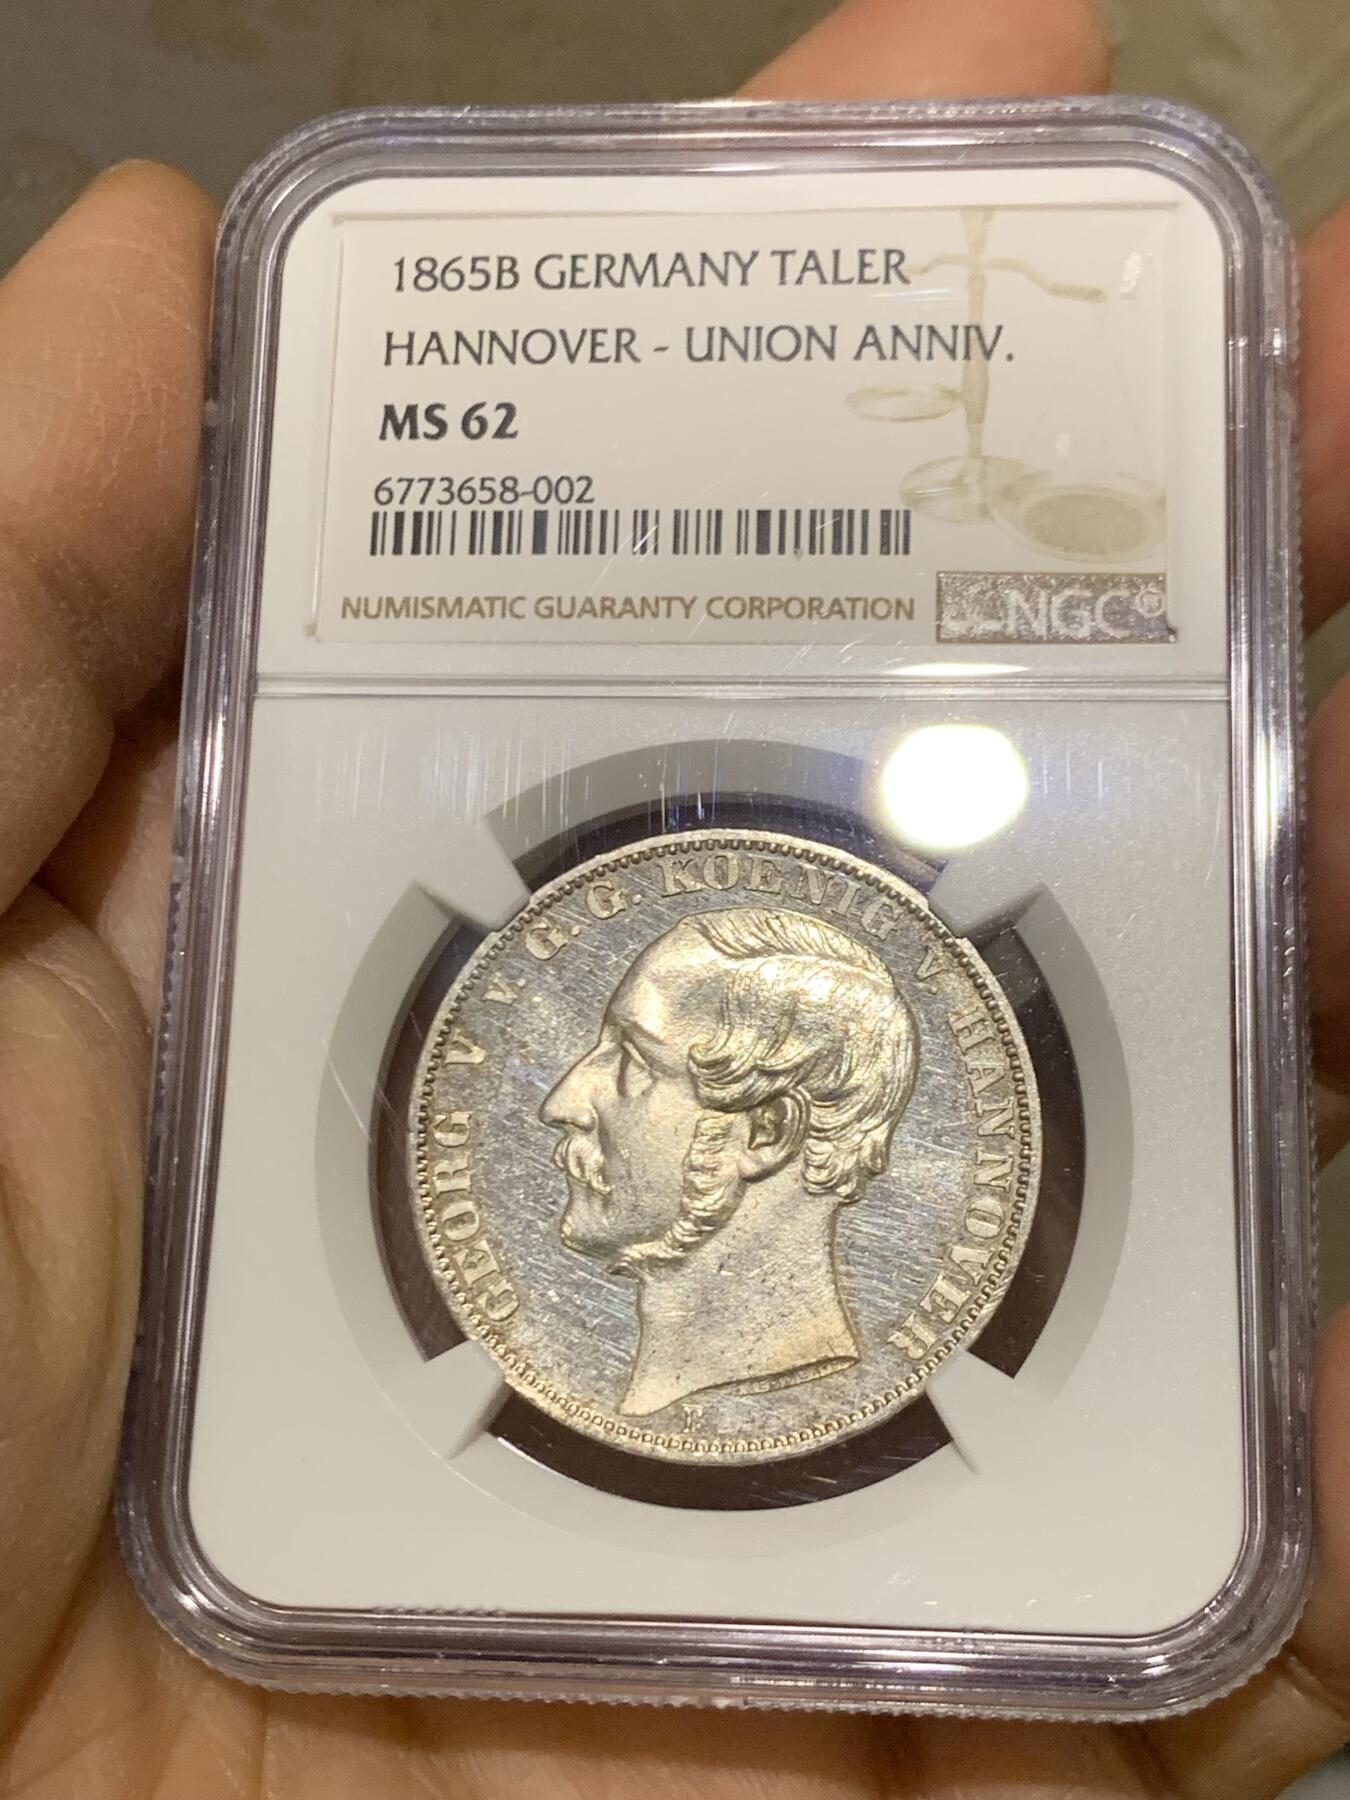 1865B GERMANY TALER
HANNOVER - UNION ANNIV.
MS 62
6773658-002
NUMISMATIC GUARANTY CORPORATION
NGC®
GEORG V v. G. G. KOENIG v. HANNOVER
B